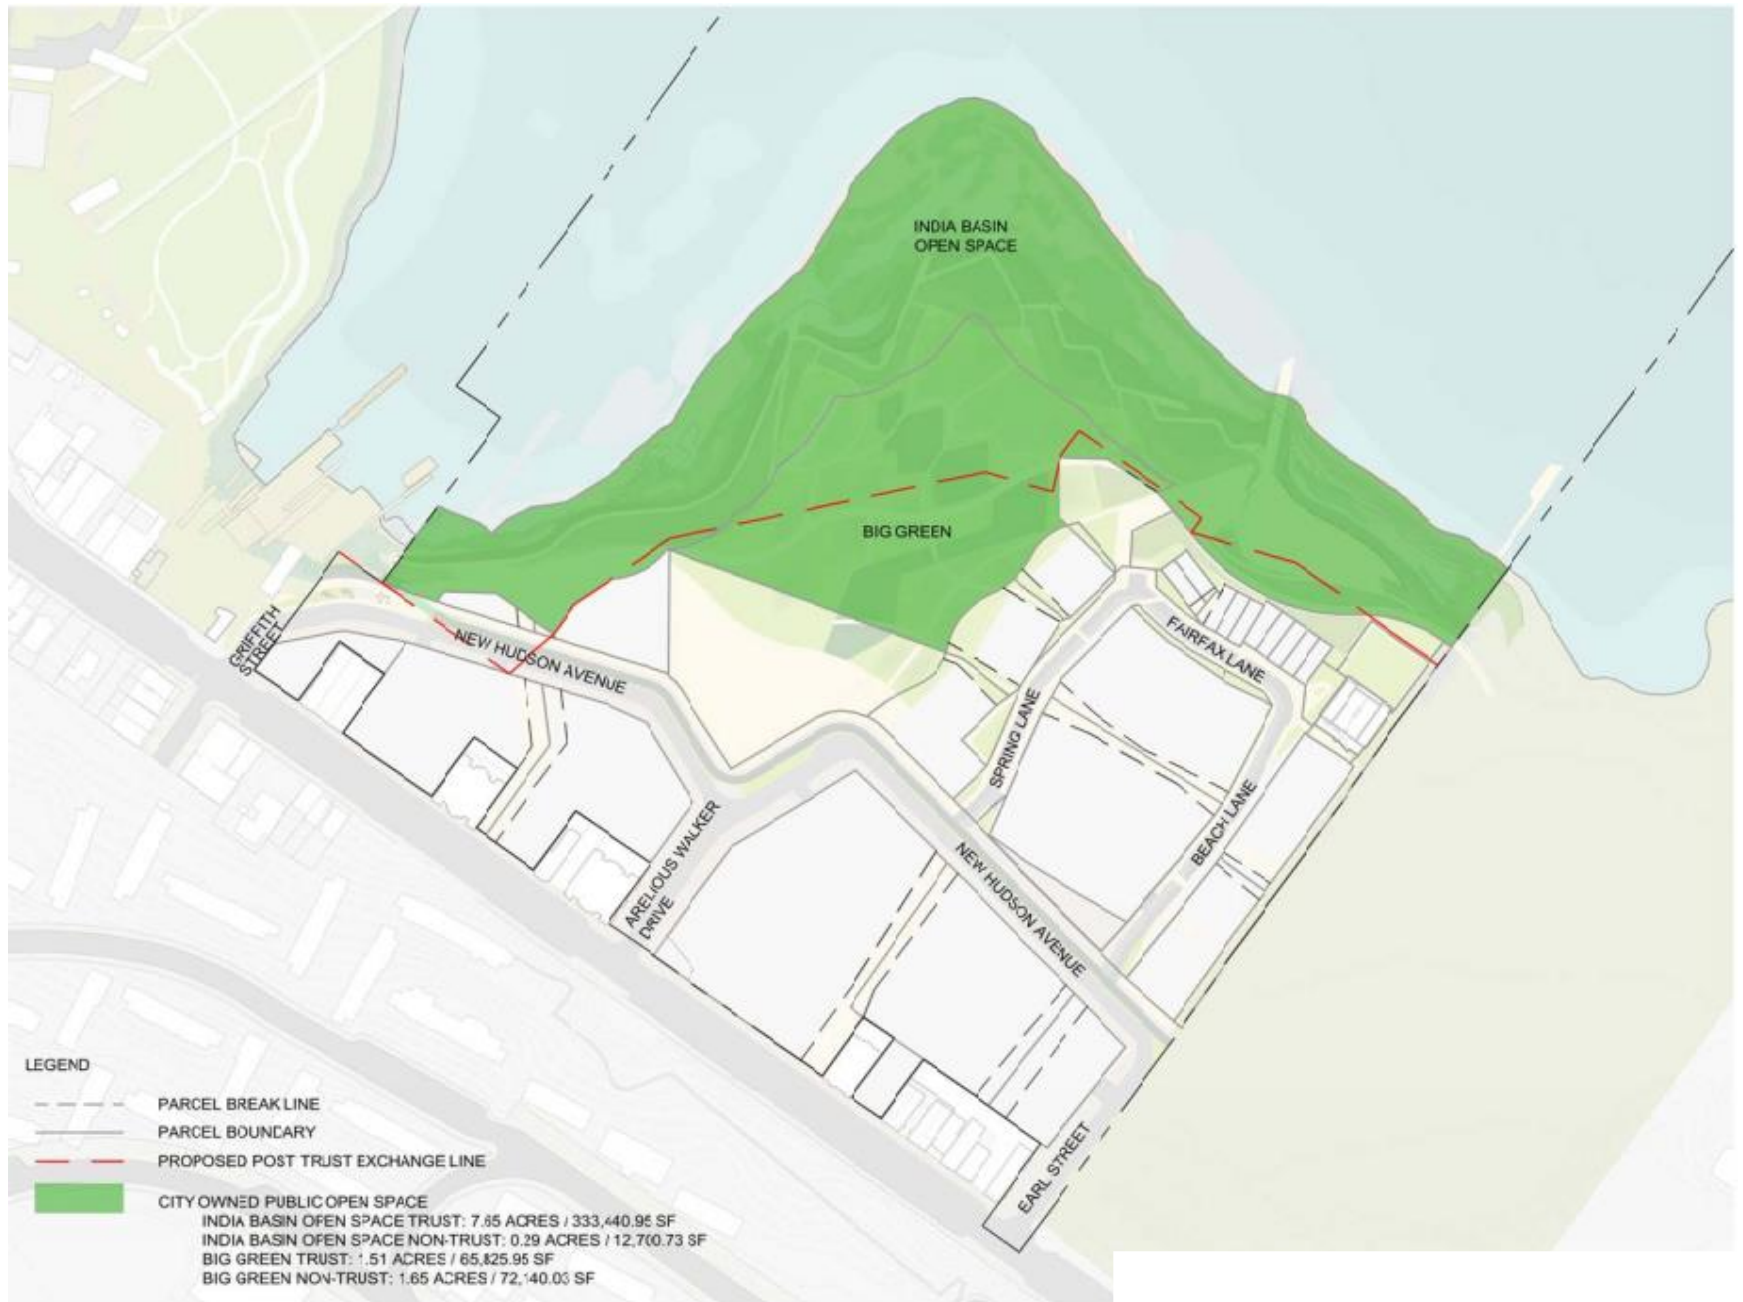 INDIA BASIN
OPEN SPACE
BIG GREEN
GRIFFITH
STREET
NEW HUDSON AVENUE
FAIRFAX LANE
SPRING LANE
BEACH LANE
ARELIOUS WALKER
DRIVE
NEW HUDSON AVENUE
EARL STREET
LEGEND
PARCEL BREAK LINE
PARCEL BOUNDARY
PROPOSED POST TRUST EXCHANGE LINE
CITY OWNED PUBLIC OPEN SPACE
INDIA BASIN OPEN SPACE TRUST: 7.65 ACRES / 333,440.95 SF
INDIA BASIN OPEN SPACE NON-TRUST: 0.29 ACRES / 12,700.73 SF
BIG GREEN TRUST: 1.51 ACRES / 65,825.95 SF
BIG GREEN NON-TRUST: 1.65 ACRES / 72,140.03 SF